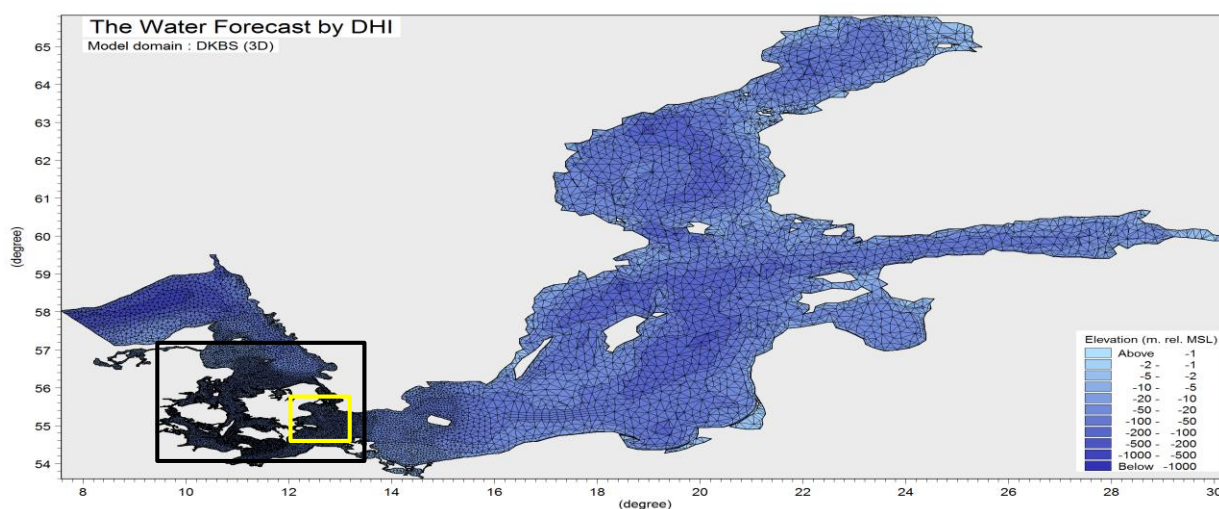 The Water Forecast by DHI
Model domain : DKBS (3D)
65
64
63
62
61
60
59
58
57
56
55
54
(degree)
8 10 12 14 16 18 20 22 24 26 28 30
(degree)
Elevation (m. rel. MSL)
Above -1
-2 - -1
-5 - -2
-10 - -5
-20 - -10
-50 - -20
-100 - -50
-200 - -100
-500 - -200
-1000 - -500
Below -1000